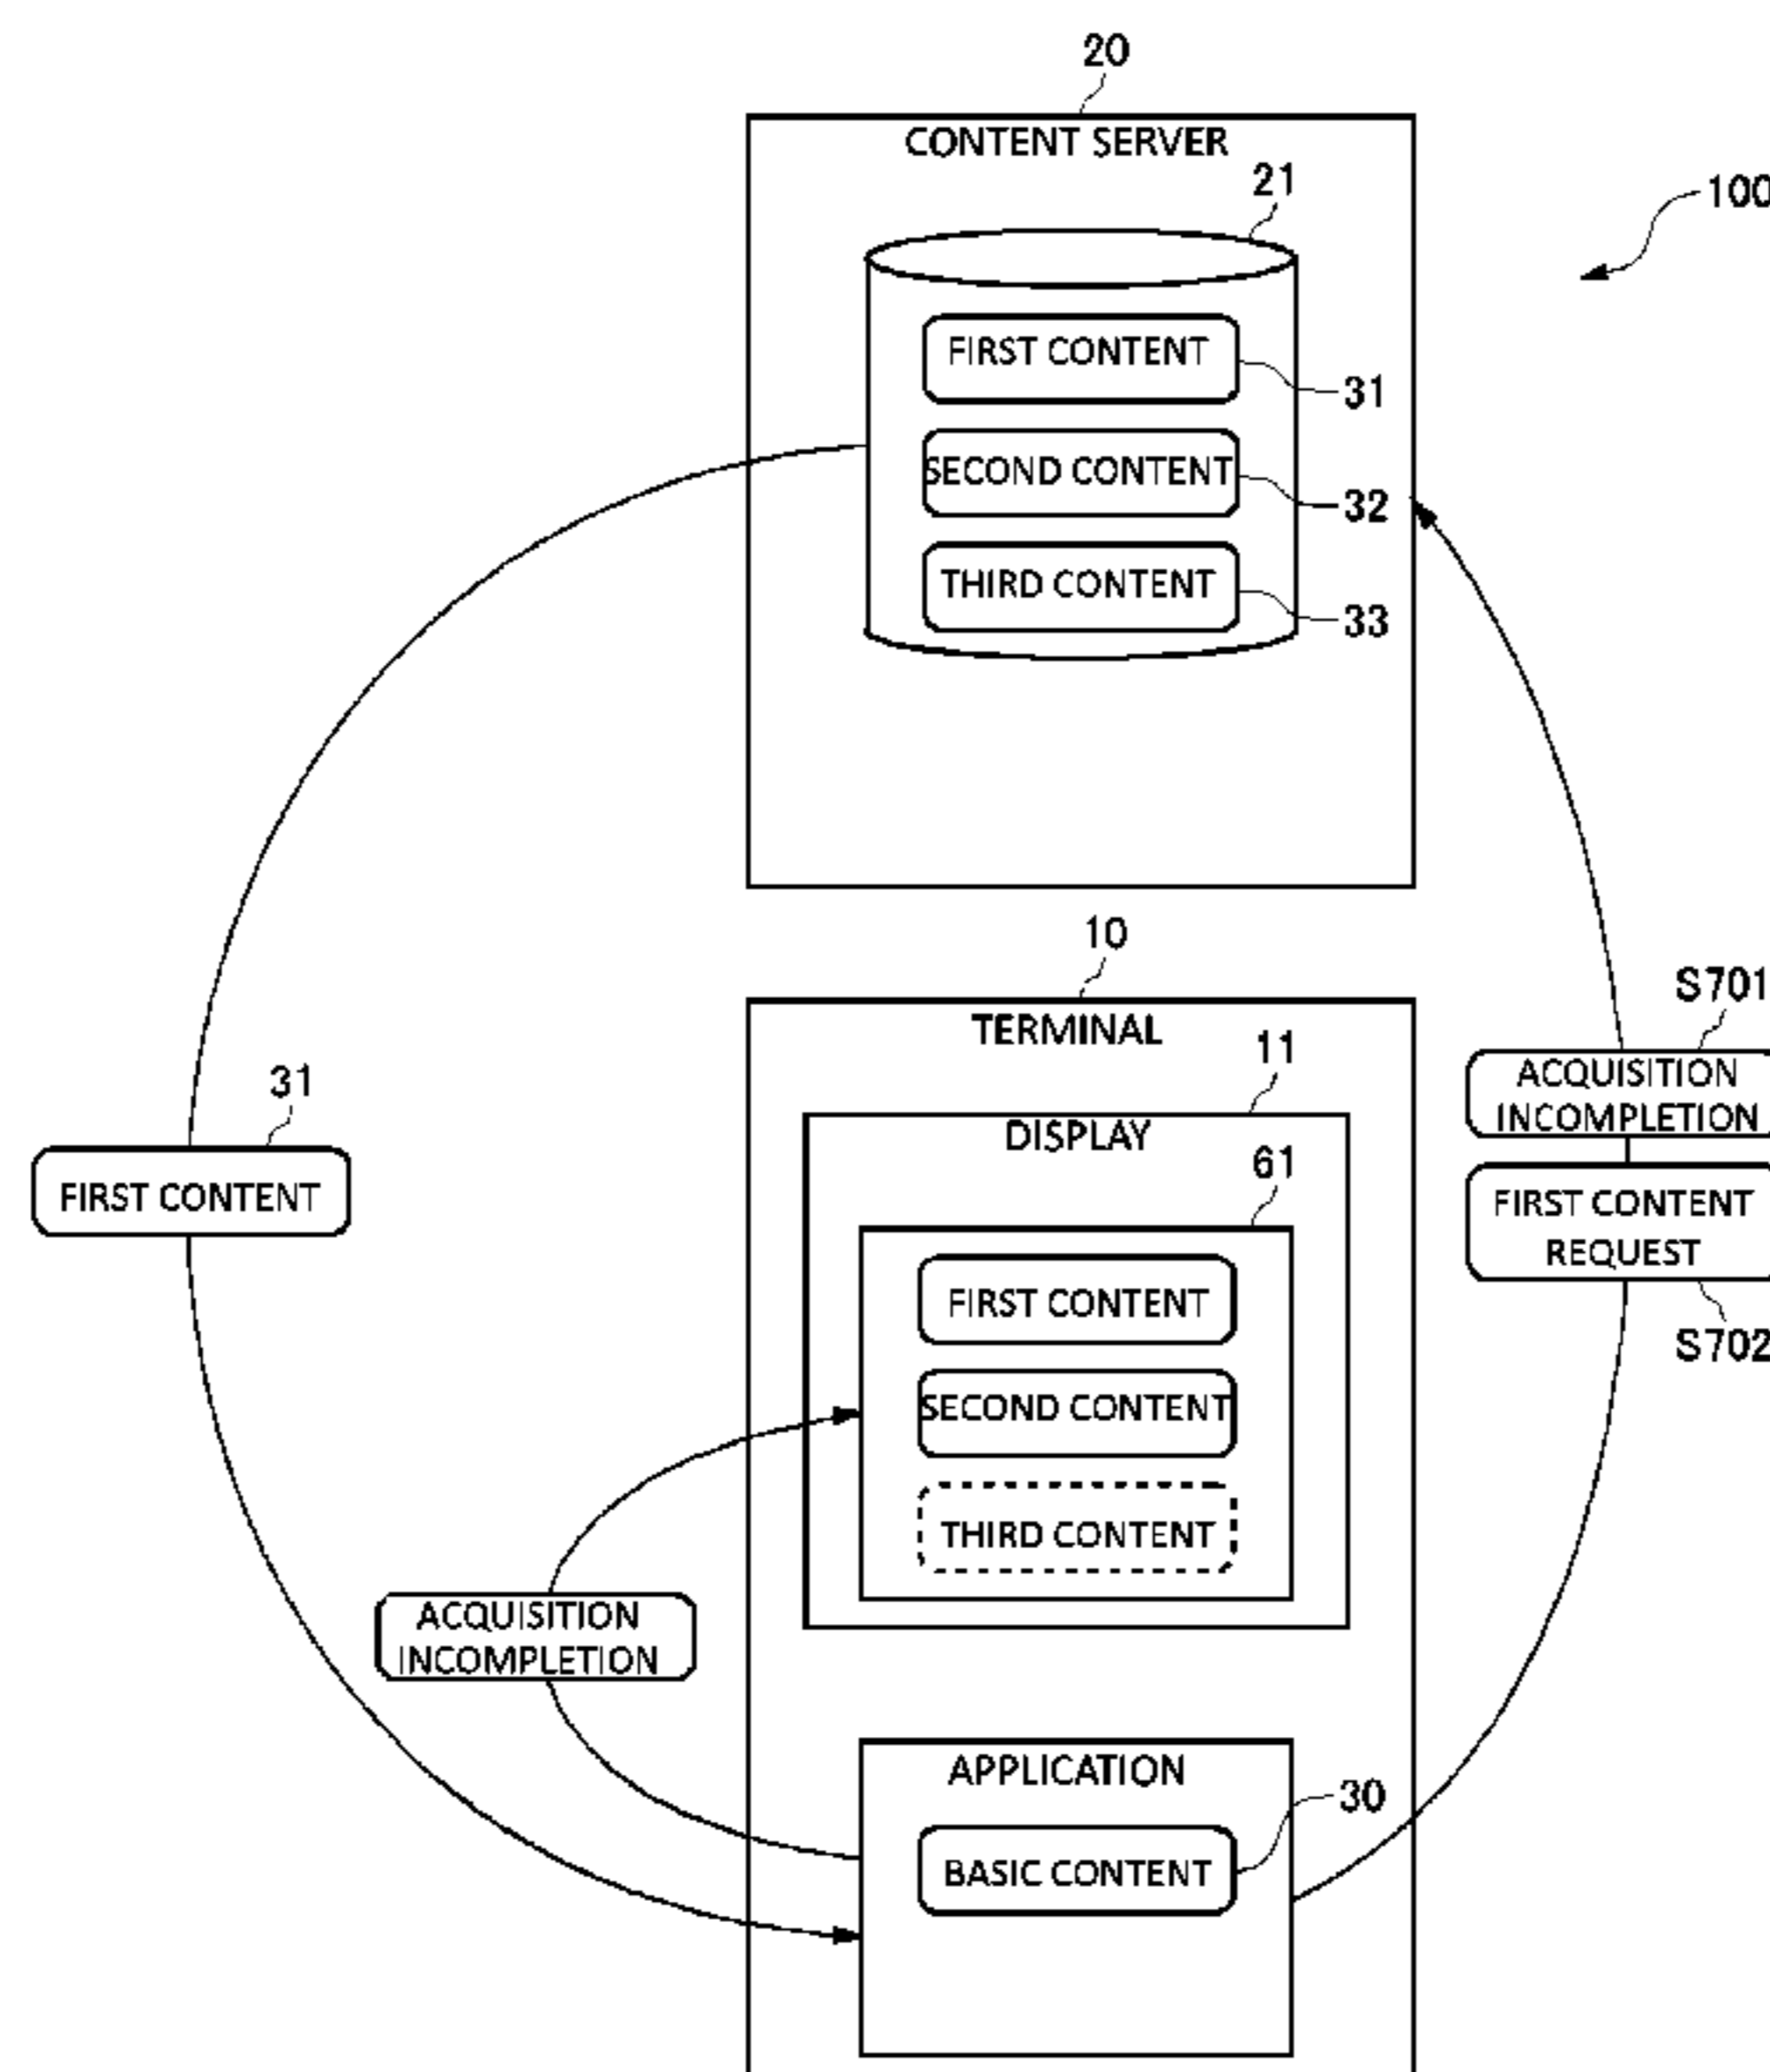 20
CONTENT SERVER
21
100
FIRST CONTENT
31
SECOND CONTENT
32
THIRD CONTENT
33
10
TERMINAL
S701
11
ACQUISITION
INCOMPLETION
31
DISPLAY
61
FIRST CONTENT
FIRST CONTENT
REQUEST
FIRST CONTENT
S702
SECOND CONTENT
THIRD CONTENT
ACQUISITION
INCOMPLETION
APPLICATION
30
BASIC CONTENT